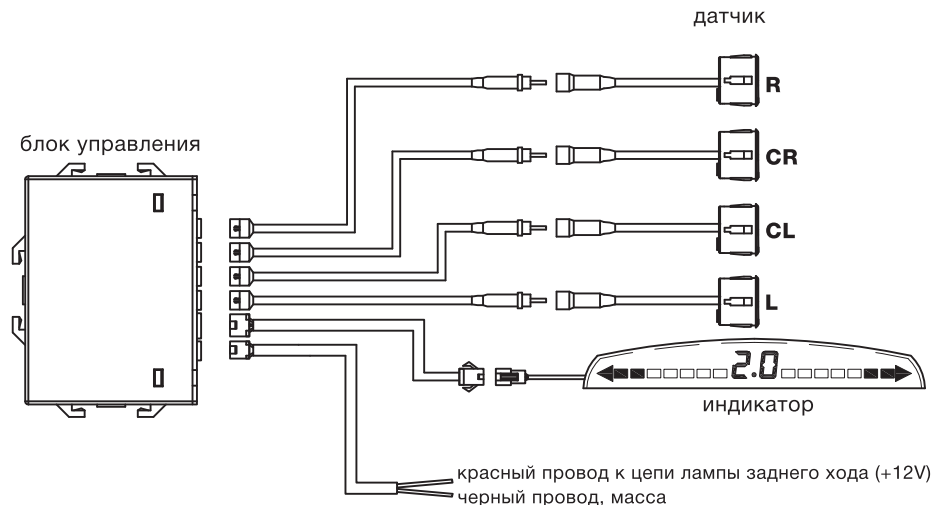 датчик
R
блок управления
CR
CL
L
2.0
индикатор
красный провод к цепи лампы заднего хода (+12V)
черный провод, масса